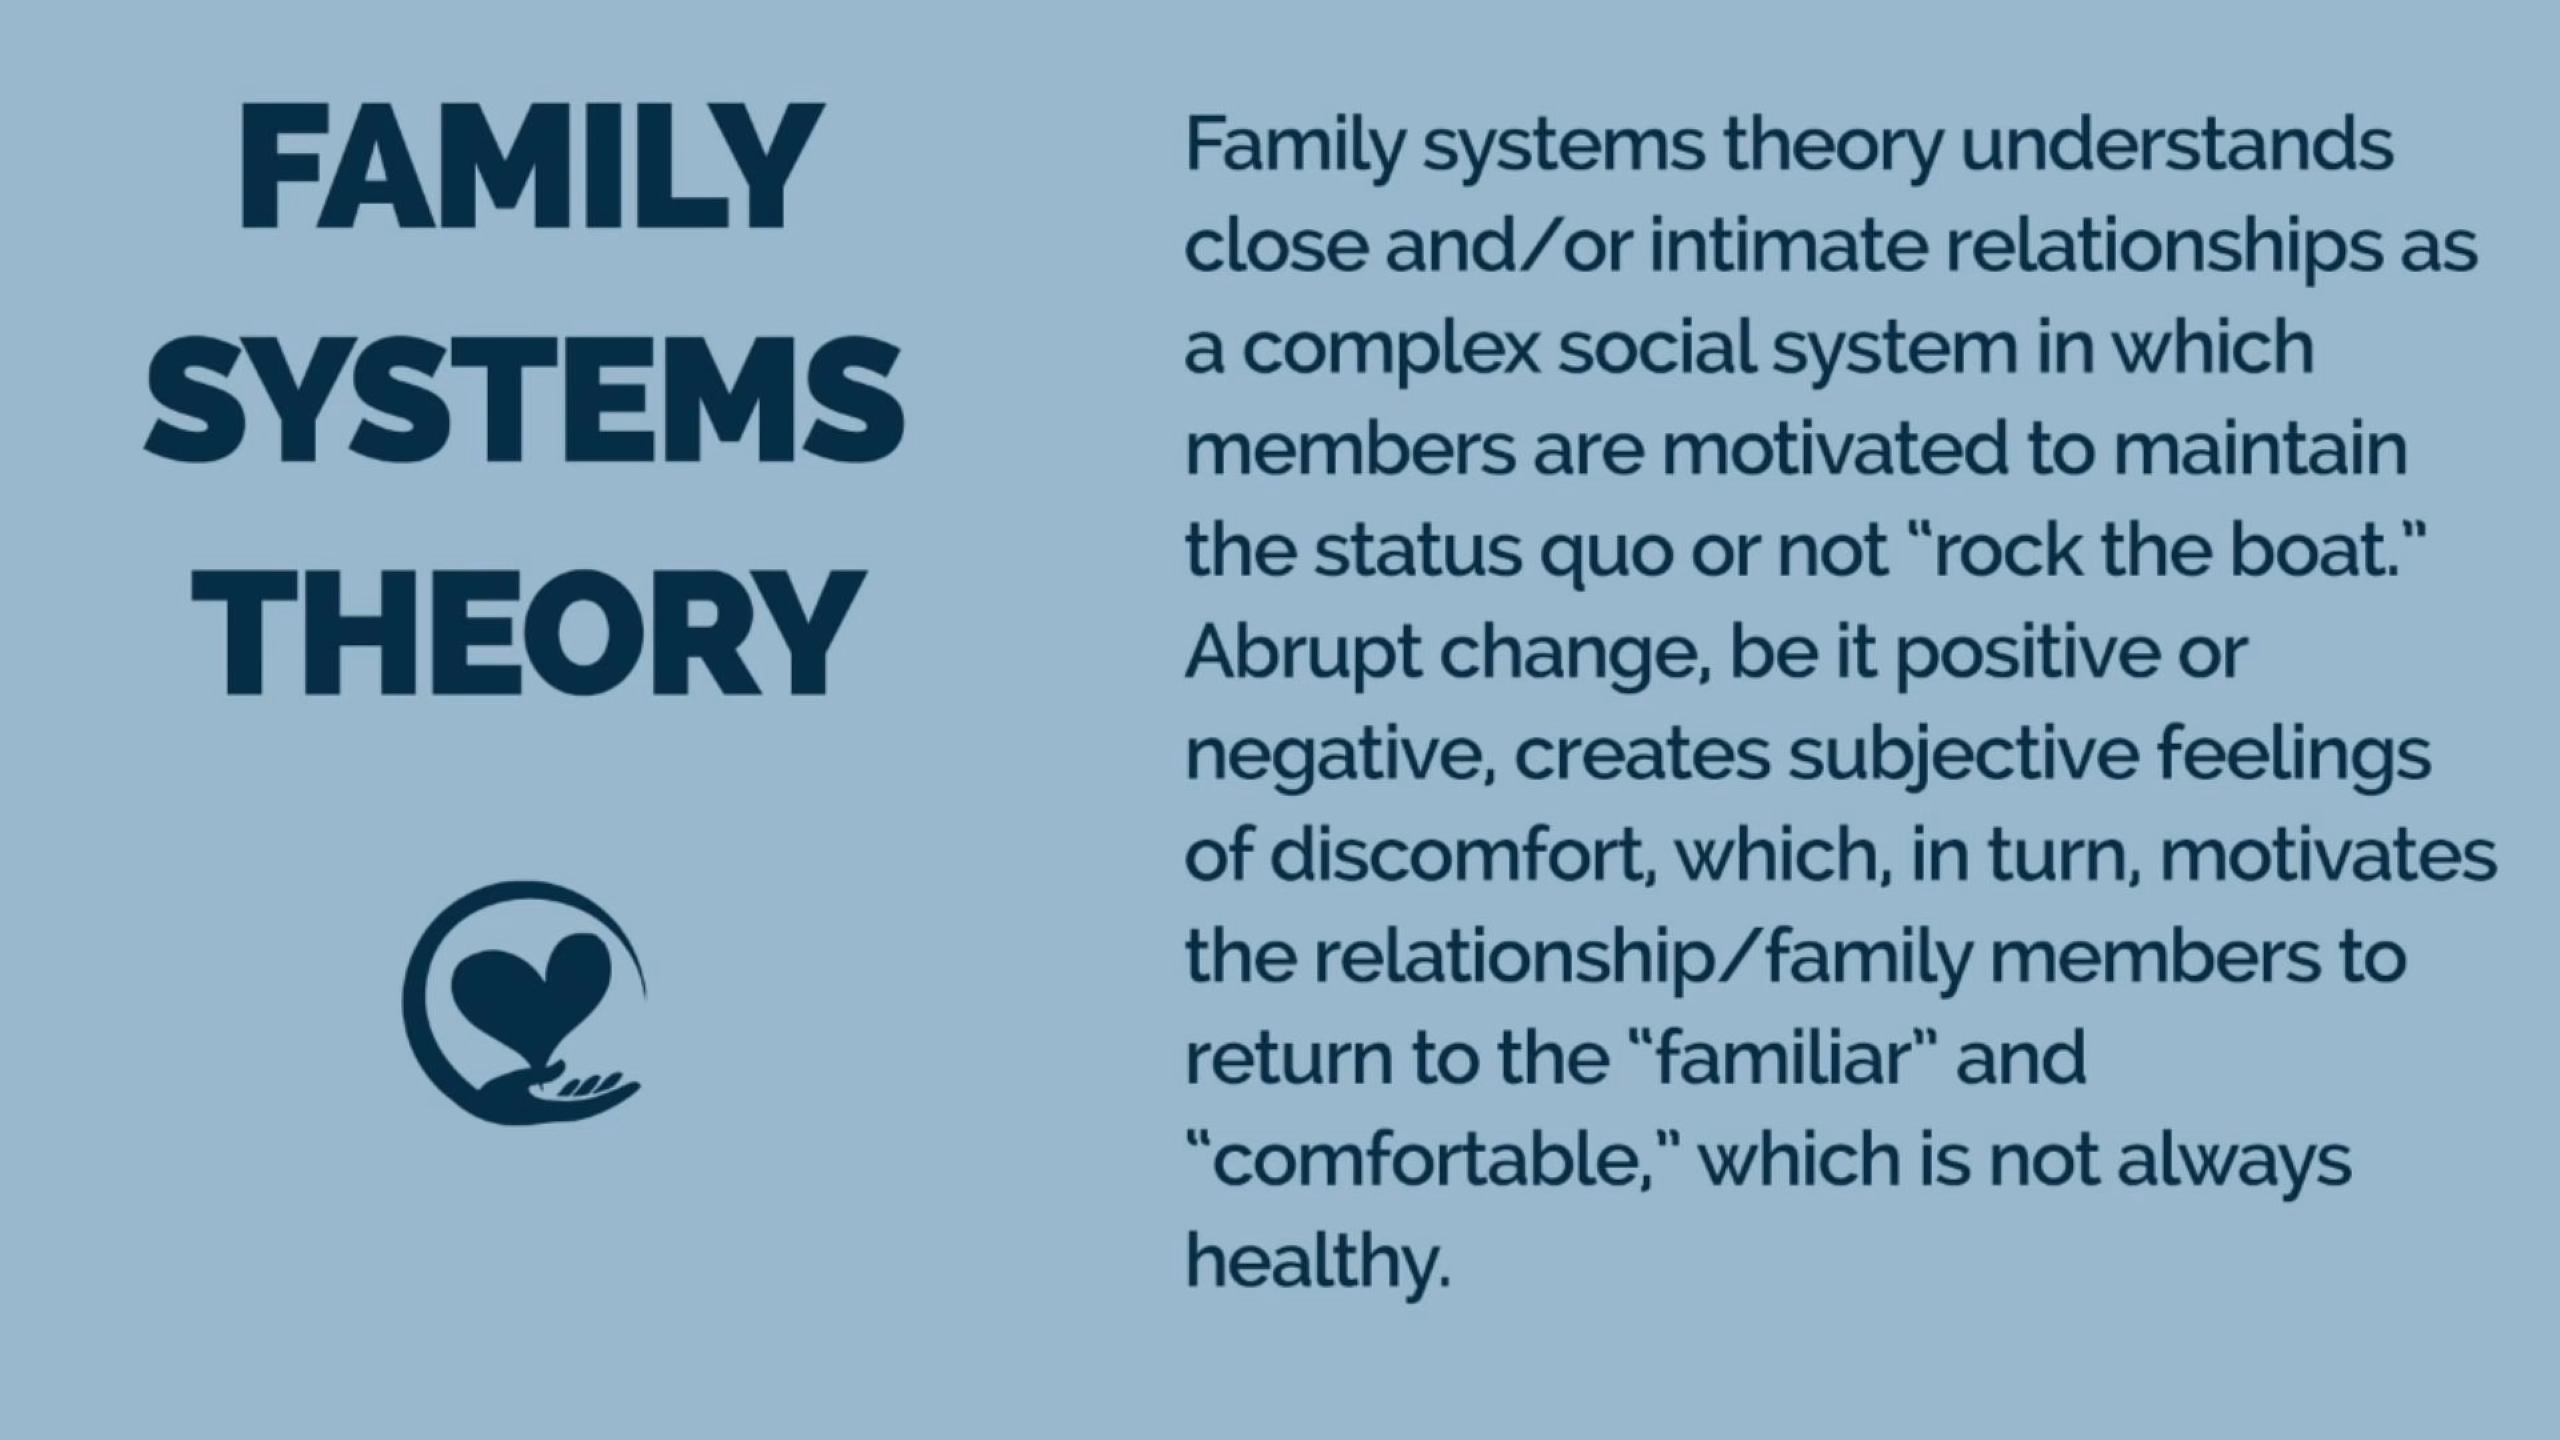 FAMILY
SYSTEMS
THEORY
Family systems theory understands
close and/or intimate relationships as
a complex social system in which
members are motivated to maintain
the status quo or not “rock the boat.”
Abrupt change, be it positive or
negative, creates subjective feelings
of discomfort, which, in turn, motivates
the relationship/family members to
return to the “familiar” and
“comfortable,” which is not always
healthy.